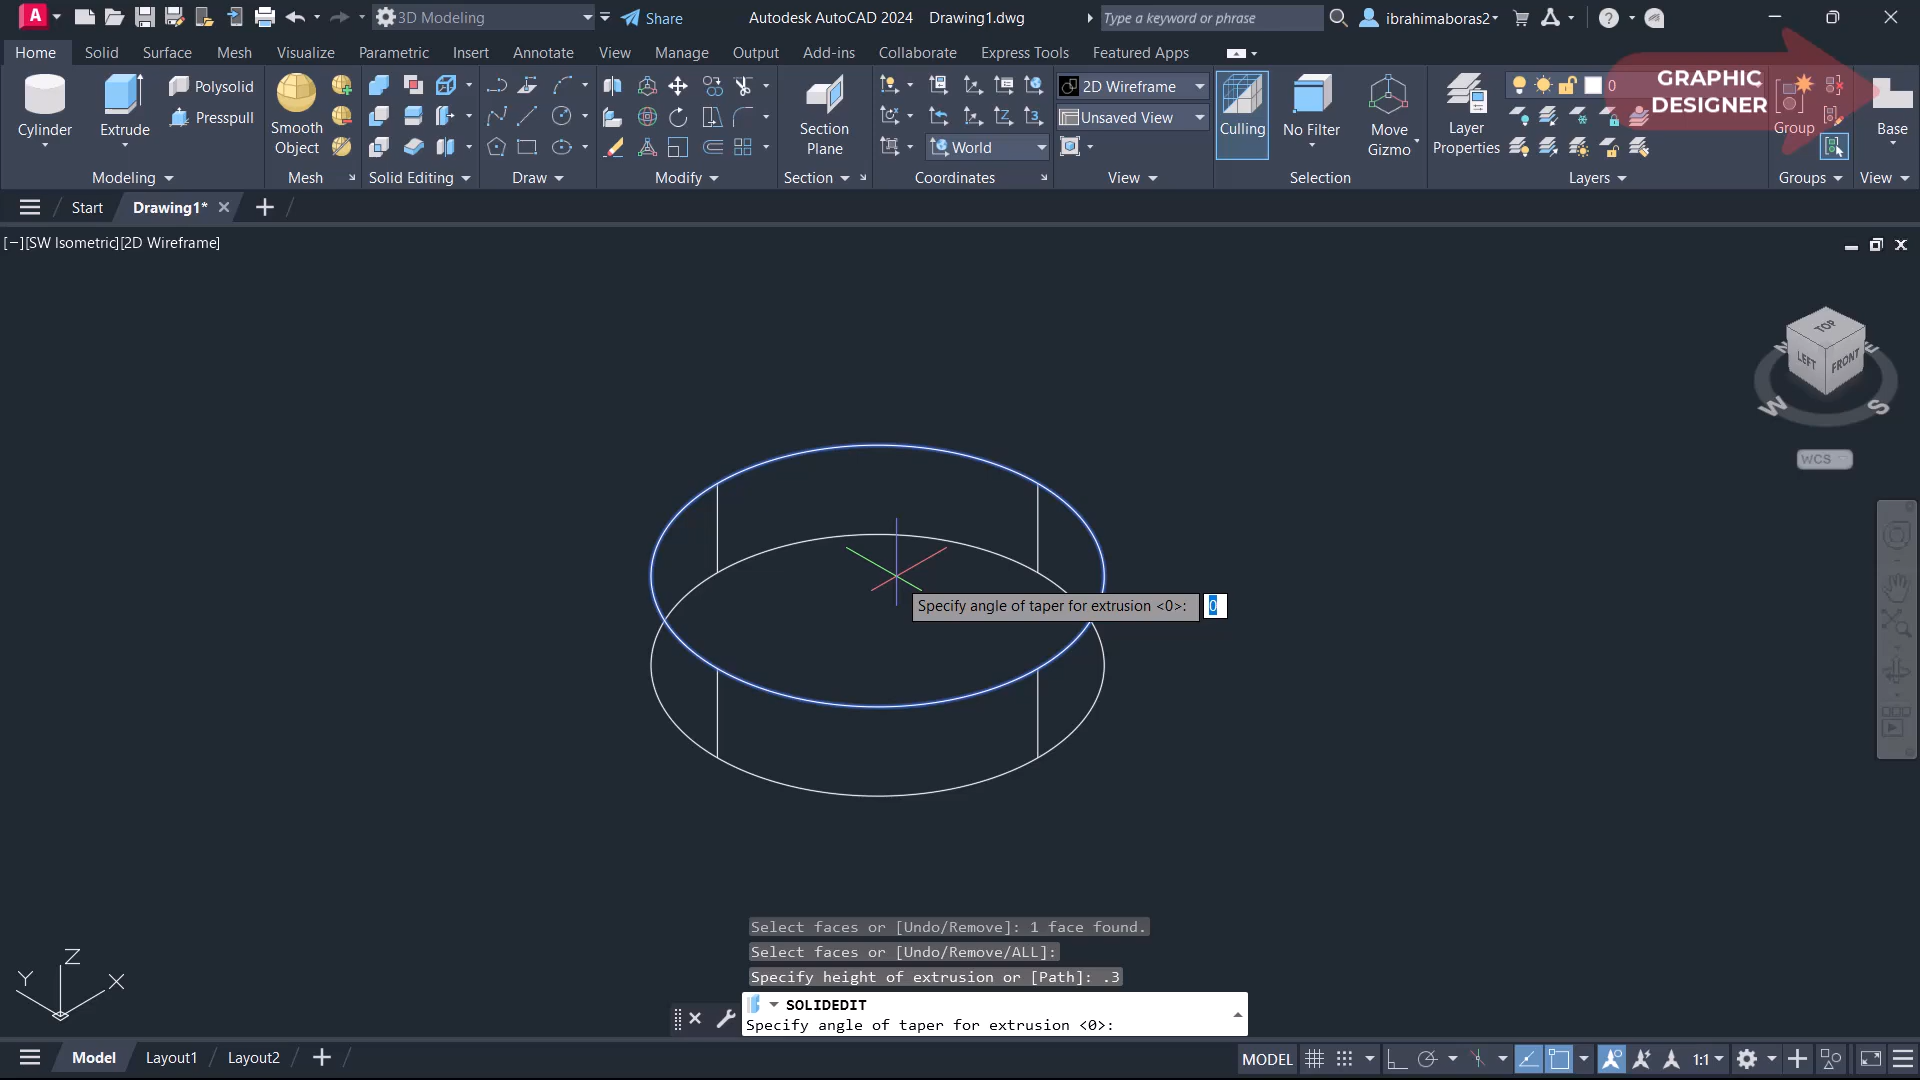 A 3D Modeling Share Autodesk AutoCAD 2024 Drawing1.dwg Type a keyword or phrase ibrahimaboras2
Home Solid Surface Mesh Visualize Parametric Insert Annotate View Manage Output Add-ins Collaborate Express Tools Featured Apps
Cylinder
Extrude
Polysolid
Presspull
Modeling
Smooth
Object
Mesh
Solid Editing
Draw
Modify
Section
Plane
Section
World
Coordinates
2D Wireframe
Unsaved View
View
Culling
No Filter
Move
Gizmo
Selection
Layer
Properties
0
Layers
GRAPHIC
DESIGNER
Group
Groups
Base
View
Start Drawing1*
[−][SW Isometric][2D Wireframe]
TOP
LEFT FRONT
N E
W S
WCS
Specify angle of taper for extrusion <0>: 0
Select faces or [Undo/Remove]: 1 face found.
Select faces or [Undo/Remove/ALL]:
Specify height of extrusion or [Path]: .3
SOLIDEDIT
Specify angle of taper for extrusion <0>:
Z
Y X
Model Layout1 Layout2
MODEL 1:1